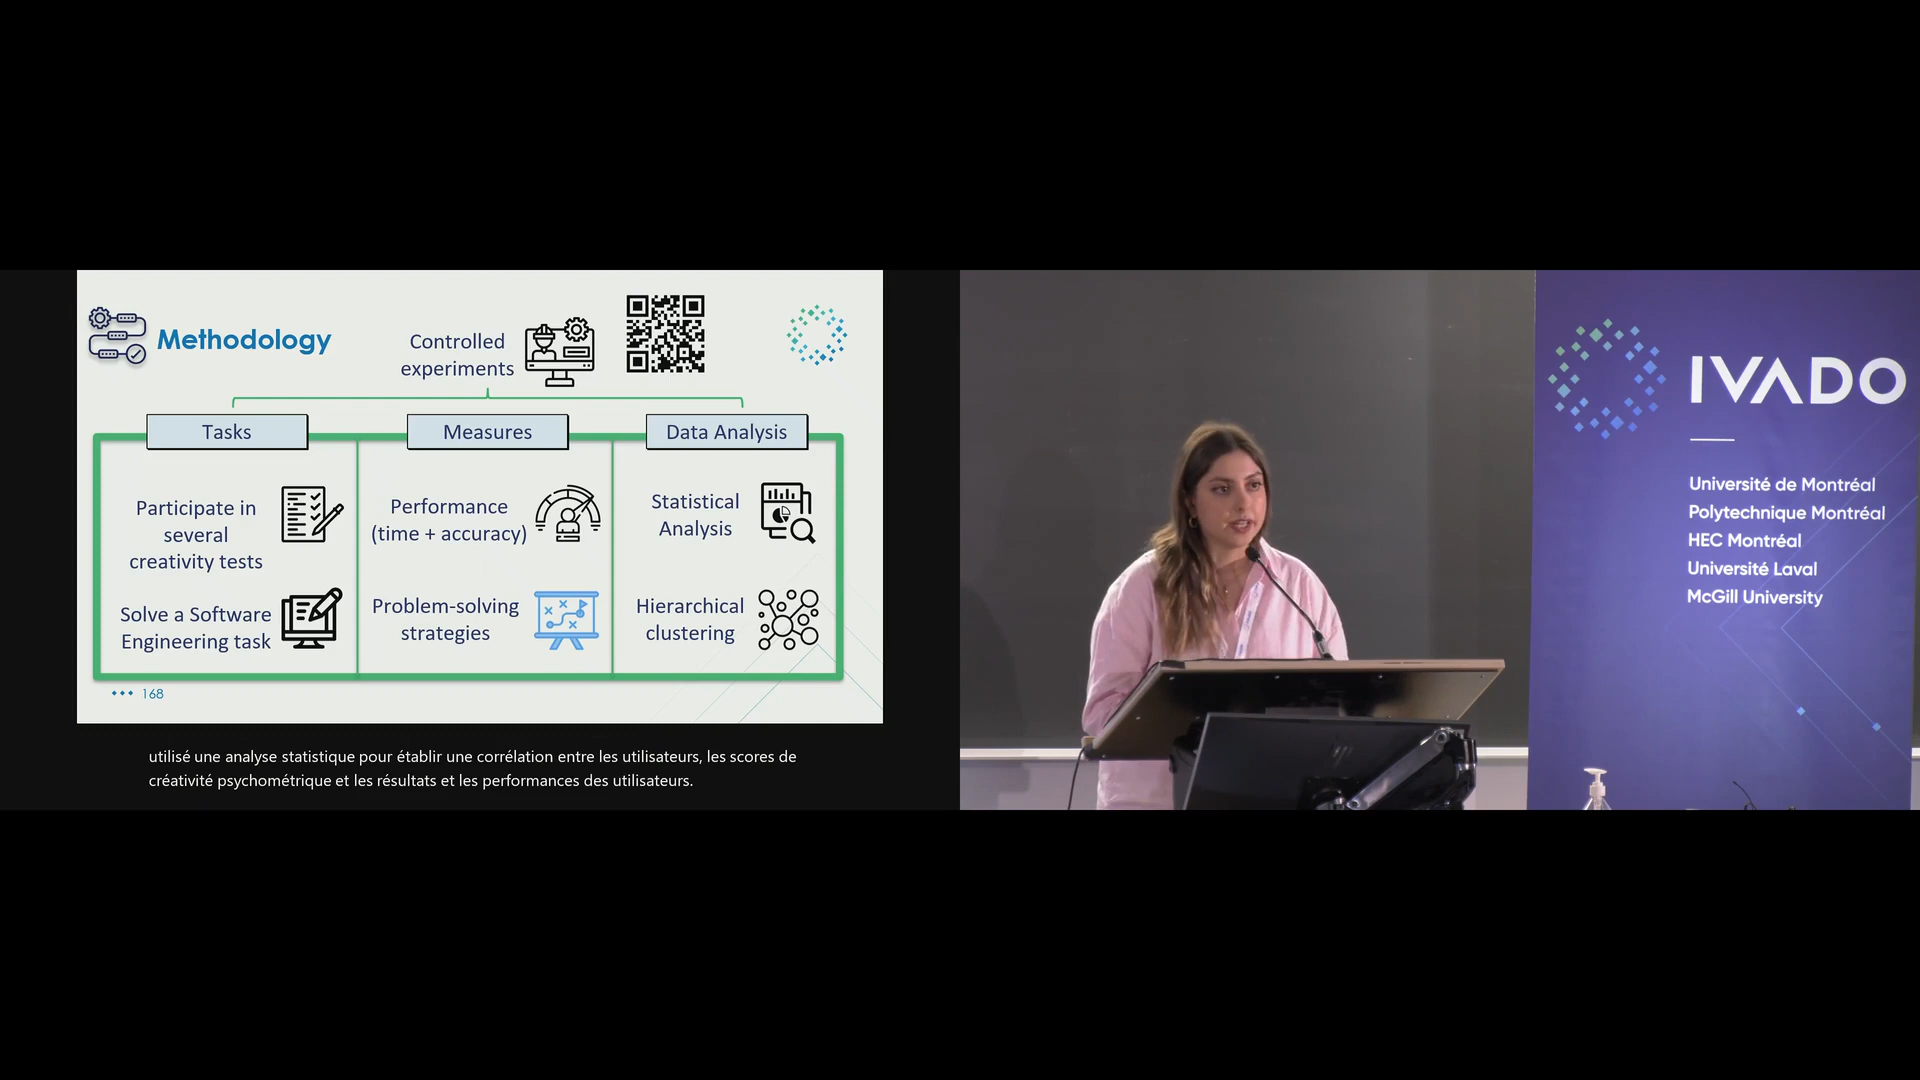 Methodology
Controlled
experiments
Tasks
Participate in
several
creativity tests
Solve a Software
Engineering task
Measures
Performance
(time + accuracy)
Problem-solving
strategies
Data Analysis
Statistical
Analysis
Hierarchical
clustering
168
utilisé une analyse statistique pour établir une corrélation entre les utilisateurs, les scores de
créativité psychométrique et les résultats et les performances des utilisateurs.
IVADO
Université de Montréal
Polytechnique Montréal
HEC Montréal
Université Laval
McGill University